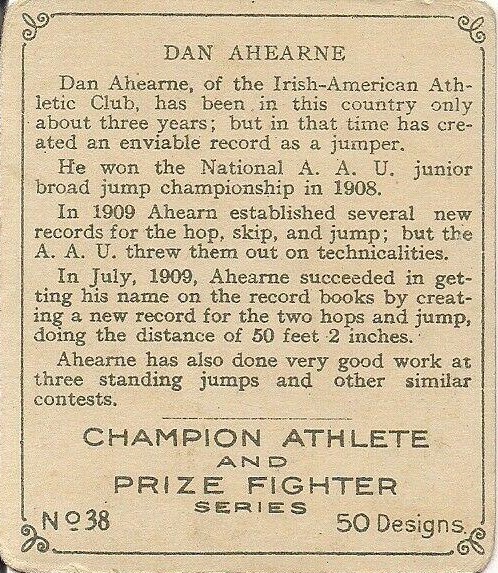 DAN AHEARNE
Dan Ahearne, of the Irish-American Ath-
letic Club, has been in this country only
about three years; but in that time has cre-
ated an enviable record as a jumper.
He won the National A. A. U. junior
broad jump championship in 1908.
In 1909 Ahearn established several new
records for the hop, skip, and jump; but the
A. A. U. threw them out on technicalities.
In July, 1909, Ahearne succeeded in get-
ting his name on the record books by creat-
ing a new record for the two hops and jump,
doing the distance of 50 feet 2 inches.
Ahearne has also done very good work at
three standing jumps and other similar
contests.
CHAMPION ATHLETE
AND
PRIZE FIGHTER
SERIES
No 38 50 Designs.